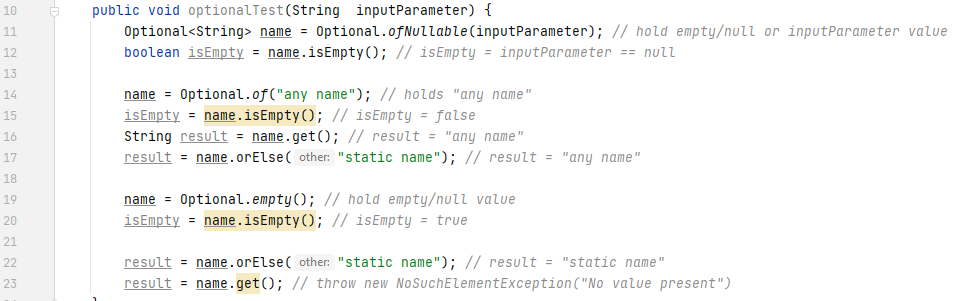 10 public void optionalTest(String  inputParameter) {
11 Optional<String> name = Optional.ofNullable(inputParameter); // hold empty/null or inputParameter value
12 boolean isEmpty = name.isEmpty(); // isEmpty = inputParameter == null
13
14 name = Optional.of("any name"); // holds "any name"
15 isEmpty = name.isEmpty(); // isEmpty = false
16 String result = name.get(); // result = "any name"
17 result = name.orElse( other: "static name"); // result = "any name"
18
19 name = Optional.empty(); // hold empty/null value
20 isEmpty = name.isEmpty(); // isEmpty = true
21
22 result = name.orElse( other: "static name"); // result = "static name"
23 result = name.get(); // throw new NoSuchElementException("No value present")